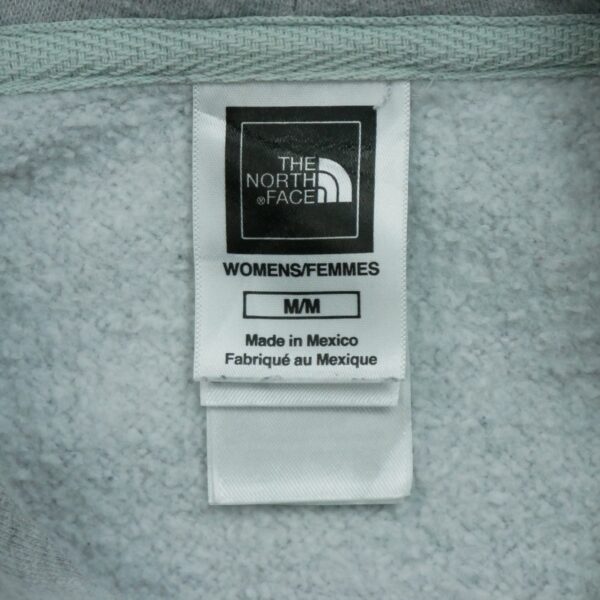 THE
NORTH
®FACE
WOMENS/FEMMES
M/M
Made in Mexico
Fabriqué au Mexique